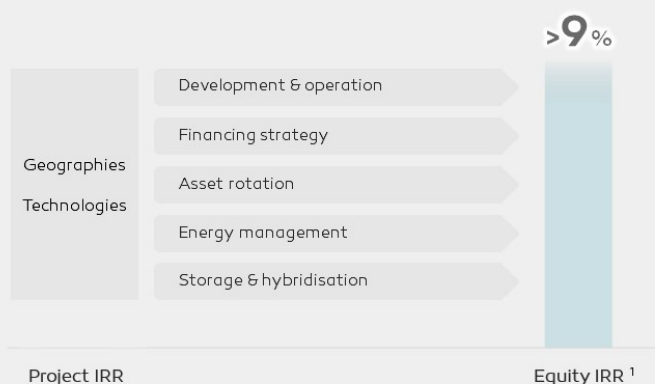 >9 %
Development & operation
Financing strategy
Geographies
Asset rotation
Technologies
Energy management
Storage & hybridisation
Project IRR
Equity IRR ¹